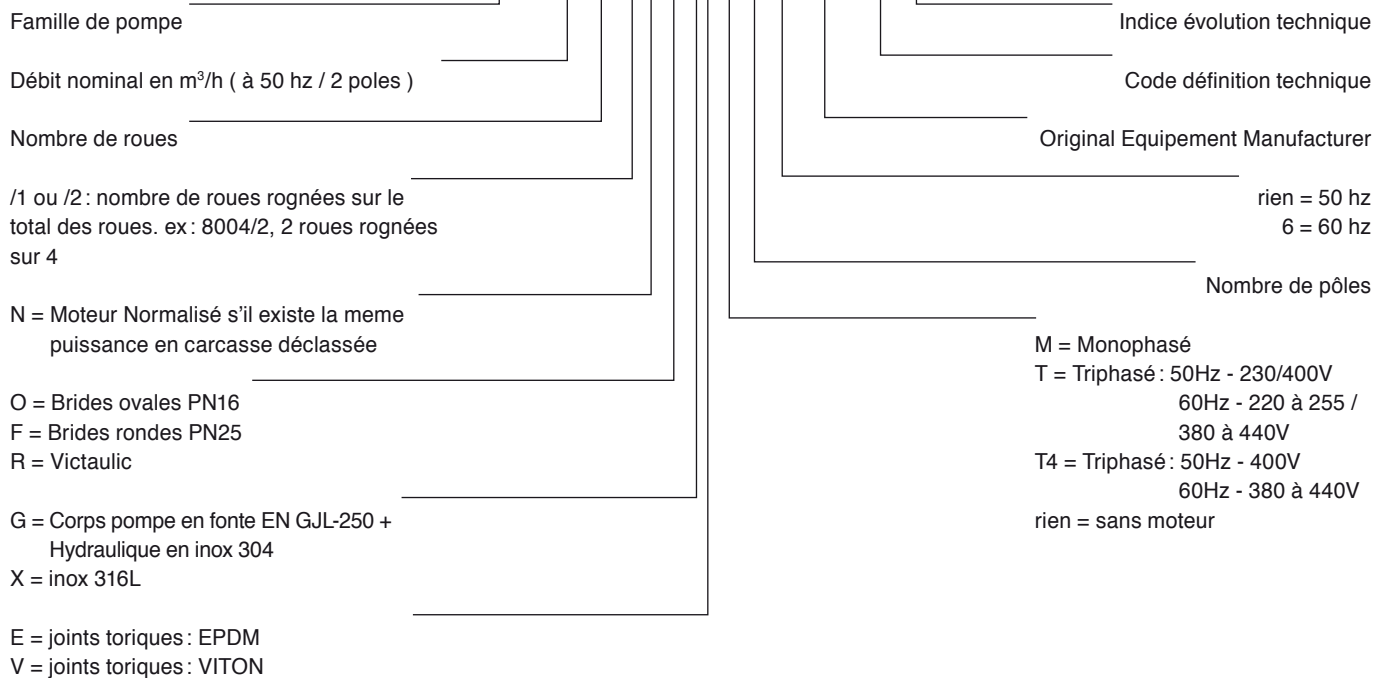 Famille de pompe
Débit nominal en m³/h ( à 50 hz / 2 poles )
Nombre de roues
/1 ou /2 : nombre de roues rognées sur le
total des roues. ex : 8004/2, 2 roues rognées
sur 4
N = Moteur Normalisé s'il existe la meme
puissance en carcasse déclassée
O = Brides ovales PN16
F = Brides rondes PN25
R = Victaulic
G = Corps pompe en fonte EN GJL-250 +
Hydraulique en inox 304
X = inox 316L
E = joints toriques : EPDM
V = joints toriques : VITON
Indice évolution technique
Code définition technique
Original Equipement Manufacturer
rien = 50 hz
6 = 60 hz
Nombre de pôles
M = Monophasé
T = Triphasé : 50Hz - 230/400V
60Hz - 220 à 255 /
380 à 440V
T4 = Triphasé : 50Hz - 400V
60Hz - 380 à 440V
rien = sans moteur